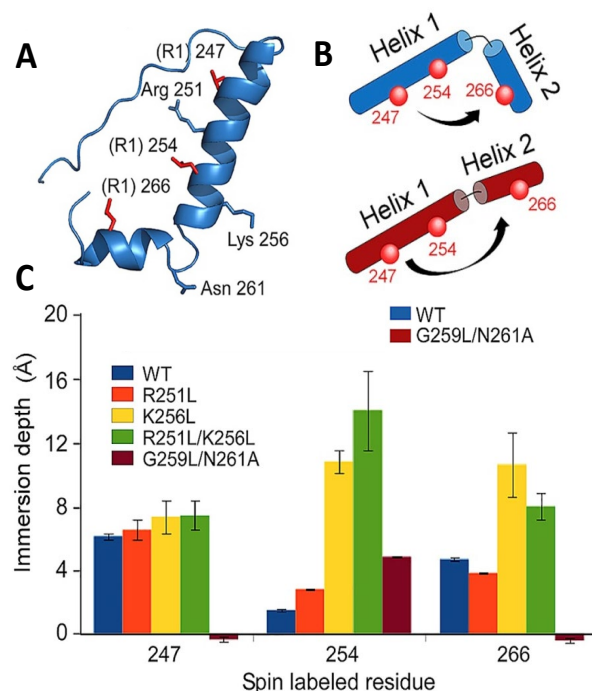 A
(R1) 247
Arg 251
(R1) 254
(R1) 266
Lys 256
Asn 261
B
Helix 1
Helix 2
247
254
266
Helix 1
Helix 2
247
254
266
C
WT
G259L/N261A
WT
R251L
K256L
R251L/K256L
G259L/N261A
Immersion depth (Å)
20
16
12
8
4
0
247 254 266
Spin labeled residue